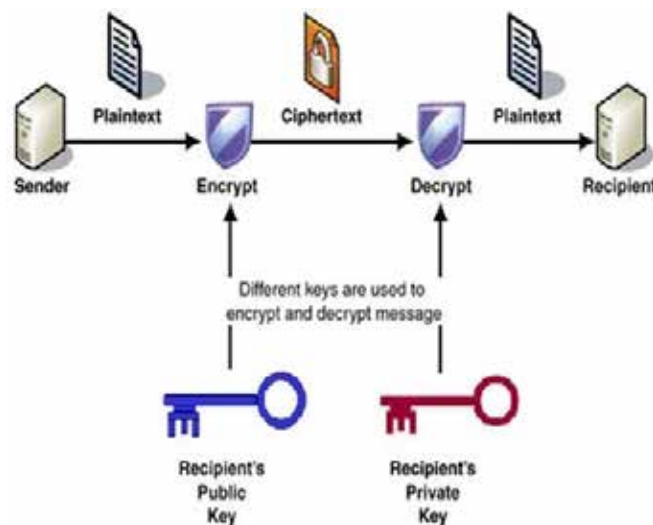 Plaintext
Ciphertext
Plaintext
Sender
Encrypt
Decrypt
Recipient
Different keys are used to
encrypt and decrypt message
Recipient's
Public
Key
Recipient's
Private
Key